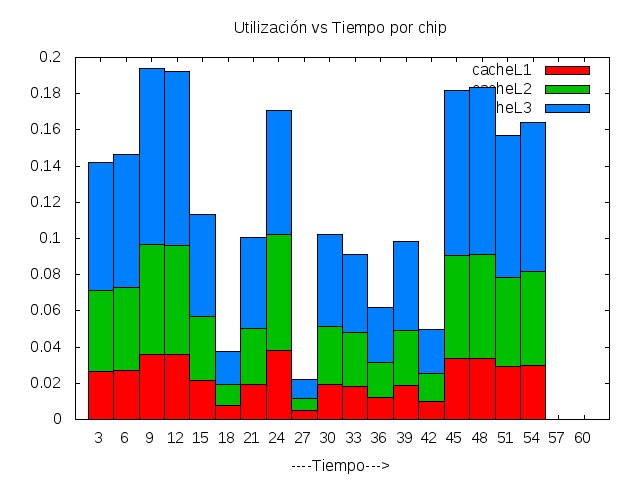 Utilización vs Tiempo por chip
0.2
0.18
0.16
0.14
0.12
0.1
0.08
0.06
0.04
0.02
0
cacheL1
cacheL2
cheL3
3 6 9 12 15 18 21 24 27 30 33 36 39 42 45 48 51 54 57 60
----Tiempo--->